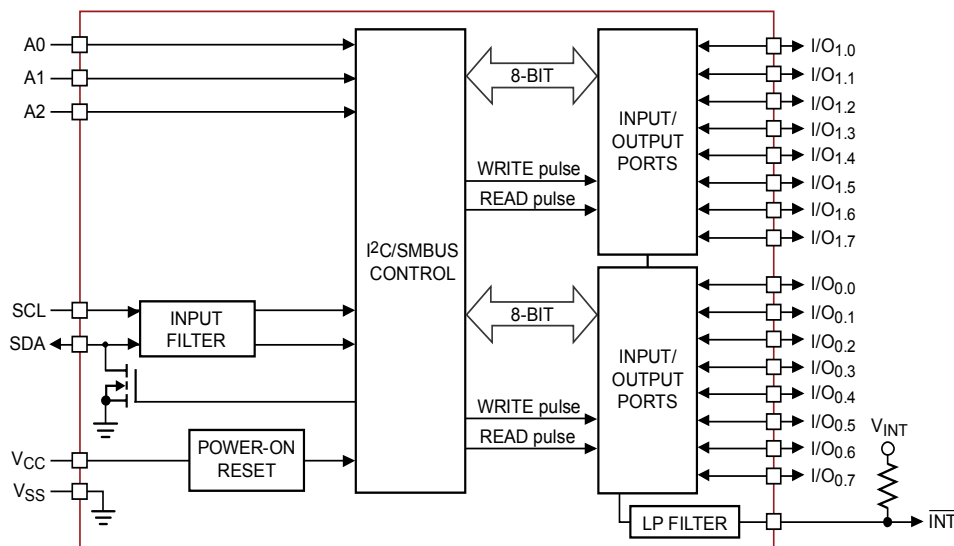 A0
A1
A2
SCL
SDA
VCC
VSS
INPUT
FILTER
POWER-ON
RESET
I²C/SMBUS
CONTROL
8-BIT
WRITE pulse
READ pulse
8-BIT
WRITE pulse
READ pulse
INPUT/
OUTPUT
PORTS
INPUT/
OUTPUT
PORTS
LP FILTER
I/O1.0
I/O1.1
I/O1.2
I/O1.3
I/O1.4
I/O1.5
I/O1.6
I/O1.7
I/O0.0
I/O0.1
I/O0.2
I/O0.3
I/O0.4
I/O0.5
I/O0.6
I/O0.7
VINT
INT